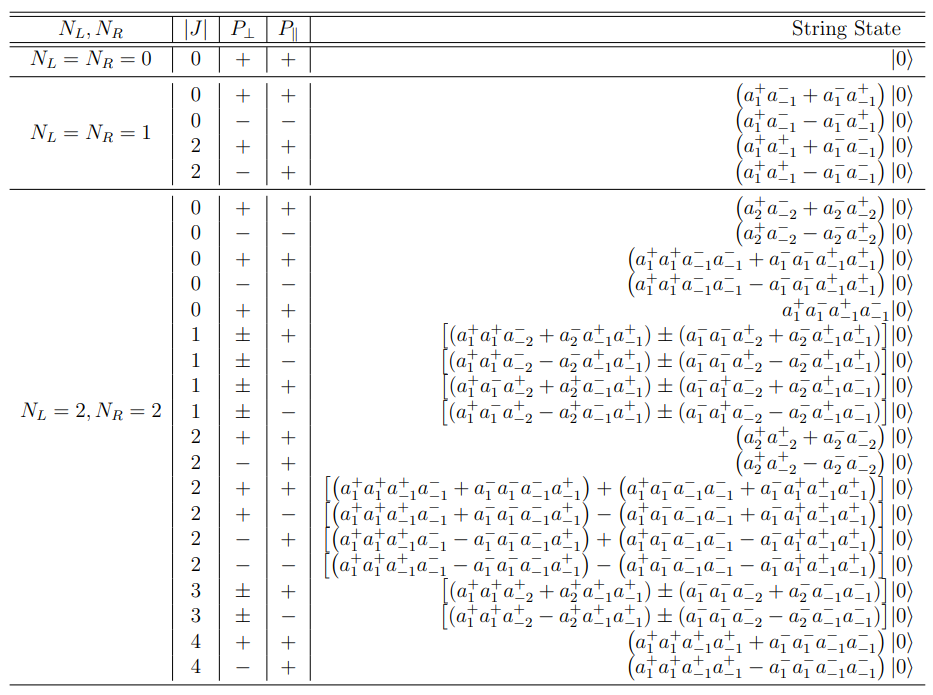 N_L, N_R |J| P_⊥ P_∥ String State
N_L = N_R = 0 0 + + |0⟩
0 + + (a_1^+ a_{-1}^- + a_1^- a_{-1}^+) |0⟩
0 − − (a_1^+ a_{-1}^- − a_1^- a_{-1}^+) |0⟩
N_L = N_R = 1
2 + + (a_1^+ a_{-1}^+ + a_1^- a_{-1}^-) |0⟩
2 − + (a_1^+ a_{-1}^+ − a_1^- a_{-1}^-) |0⟩
0 + + (a_2^+ a_{-2}^- + a_2^- a_{-2}^+) |0⟩
0 − − (a_2^+ a_{-2}^- − a_2^- a_{-2}^+) |0⟩
0 + + (a_1^+ a_1^+ a_{-1}^- a_{-1}^- + a_1^- a_1^- a_{-1}^+ a_{-1}^+) |0⟩
0 − − (a_1^+ a_1^+ a_{-1}^- a_{-1}^- − a_1^- a_1^- a_{-1}^+ a_{-1}^+) |0⟩
0 + + a_1^+ a_1^- a_{-1}^+ a_{-1}^- |0⟩
1 ± + [(a_1^+ a_1^+ a_{-2}^- + a_2^- a_{-1}^+ a_{-1}^+) ± (a_1^- a_1^- a_{-2}^+ + a_2^- a_{-1}^+ a_{-1}^+)] |0⟩
1 ± − [(a_1^+ a_1^+ a_{-2}^- − a_2^- a_{-1}^+ a_{-1}^+) ± (a_1^- a_1^- a_{-2}^+ − a_2^- a_{-1}^+ a_{-1}^+)] |0⟩
1 ± + [(a_1^+ a_1^- a_{-2}^+ + a_2^+ a_{-1}^- a_{-1}^+) ± (a_1^- a_1^+ a_{-2}^- + a_2^- a_{-1}^+ a_{-1}^-)] |0⟩
1 ± − [(a_1^+ a_1^- a_{-2}^+ − a_2^+ a_{-1}^- a_{-1}^+) ± (a_1^- a_1^+ a_{-2}^- − a_2^- a_{-1}^+ a_{-1}^-)] |0⟩
N_L = 2, N_R = 2
2 + + (a_2^+ a_{-2}^+ + a_2^- a_{-2}^-) |0⟩
2 − + (a_2^+ a_{-2}^+ − a_2^- a_{-2}^-) |0⟩
2 + + [(a_1^+ a_1^+ a_{-1}^+ a_{-1}^- + a_1^- a_1^- a_{-1}^- a_{-1}^+) + (a_1^+ a_1^- a_{-1}^- a_{-1}^- + a_1^- a_1^+ a_{-1}^+ a_{-1}^+)] |0⟩
2 + − [(a_1^+ a_1^+ a_{-1}^+ a_{-1}^- + a_1^- a_1^- a_{-1}^- a_{-1}^+) − (a_1^+ a_1^- a_{-1}^- a_{-1}^- + a_1^- a_1^+ a_{-1}^+ a_{-1}^+)] |0⟩
2 − + [(a_1^+ a_1^+ a_{-1}^+ a_{-1}^- − a_1^- a_1^- a_{-1}^- a_{-1}^+) + (a_1^+ a_1^- a_{-1}^- a_{-1}^- − a_1^- a_1^+ a_{-1}^+ a_{-1}^+)] |0⟩
2 − − [(a_1^+ a_1^+ a_{-1}^+ a_{-1}^- − a_1^- a_1^- a_{-1}^- a_{-1}^+) − (a_1^+ a_1^- a_{-1}^- a_{-1}^- − a_1^- a_1^+ a_{-1}^+ a_{-1}^+)] |0⟩
3 ± + [(a_1^+ a_1^+ a_{-2}^+ + a_2^+ a_{-1}^+ a_{-1}^+) ± (a_1^- a_1^- a_{-2}^- + a_2^- a_{-1}^- a_{-1}^-)] |0⟩
3 ± − [(a_1^+ a_1^+ a_{-2}^+ − a_2^+ a_{-1}^+ a_{-1}^+) ± (a_1^- a_1^- a_{-2}^- − a_2^- a_{-1}^- a_{-1}^-)] |0⟩
4 + + (a_1^+ a_1^+ a_{-1}^+ a_{-1}^+ + a_1^- a_1^- a_{-1}^- a_{-1}^-) |0⟩
4 − + (a_1^+ a_1^+ a_{-1}^+ a_{-1}^+ − a_1^- a_1^- a_{-1}^- a_{-1}^-) |0⟩